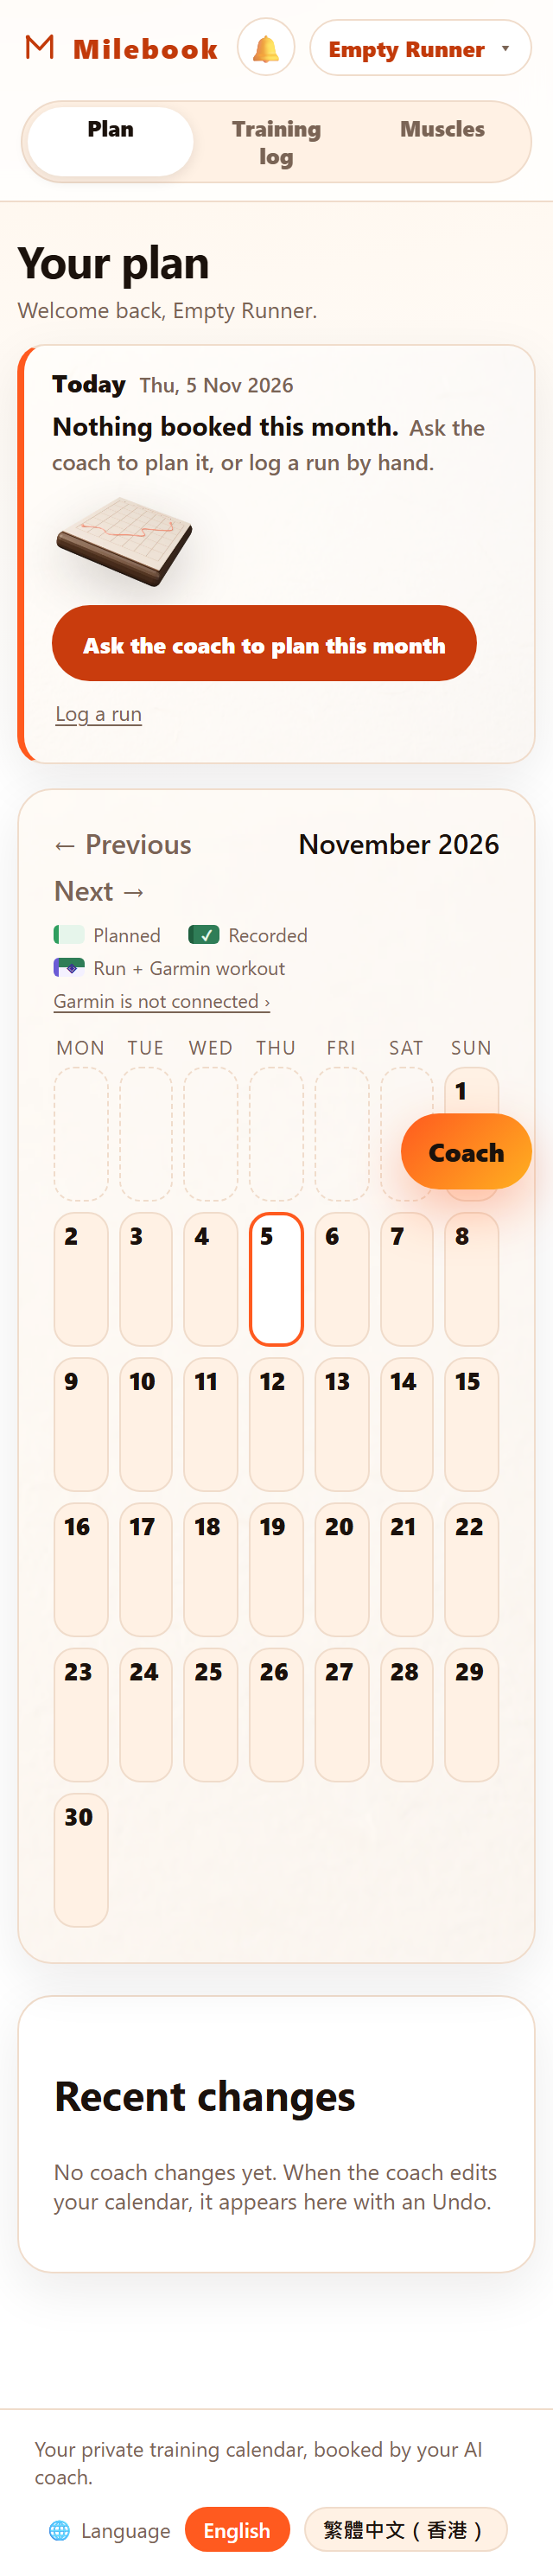 Milebook
Empty Runner ▾
Plan
Training
log
Muscles
Your plan
Welcome back, Empty Runner.
Today Thu, 5 Nov 2026
Nothing booked this month. Ask the
coach to plan it, or log a run by hand.
Ask the coach to plan this month
Log a run
← Previous November 2026
Next →
Planned ✓ Recorded
Run + Garmin workout
Garmin is not connected ›
MON TUE WED THU FRI SAT SUN
1
Coach
2 3 4 5 6 7 8
9 10 11 12 13 14 15
16 17 18 19 20 21 22
23 24 25 26 27 28 29
30
Recent changes
No coach changes yet. When the coach edits
your calendar, it appears here with an Undo.
Your private training calendar, booked by your AI
coach.
Language English 繁體中文（香港）